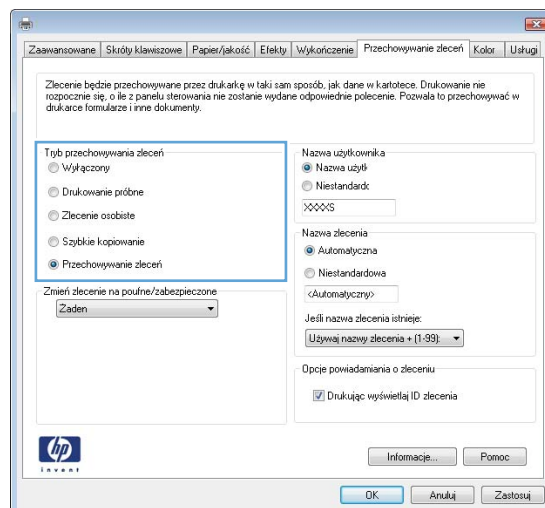 Zaawansowane Skróty klawiszowe Papier/jakość Efekty Wykończenie Przechowywanie zleceń Kolor Usługi
Zlecenie będzie przechowywane przez drukarkę w taki sam sposób, jak dane w kartotece. Drukowanie nie
rozpocznie się, o ile z panelu sterowania nie zostanie wydane odpowiednie polecenie. Pozwala to przechowywać w
drukarce formularze i inne dokumenty.
Tryb przechowywania zleceń
Wyłączony
Drukowanie próbne
Zlecenie osobiste
Szybkie kopiowanie
Przechowywanie zleceń
Zmień zlecenie na poufne/zabezpieczone
Żaden
Nazwa użytkownika
Nazwa użytk
Niestandardc
XXXXS
Nazwa zlecenia
Automatyczna
Niestandardowa
<Automatyczny>
Jeśli nazwa zlecenia istnieje:
Używaj nazwy zlecenia + (1-99):
Opcje powiadamiania o zleceniu
Drukując wyświetlaj ID zlecenia
hp
invent
Informacje... Pomoc
OK Anuluj Zastosuj